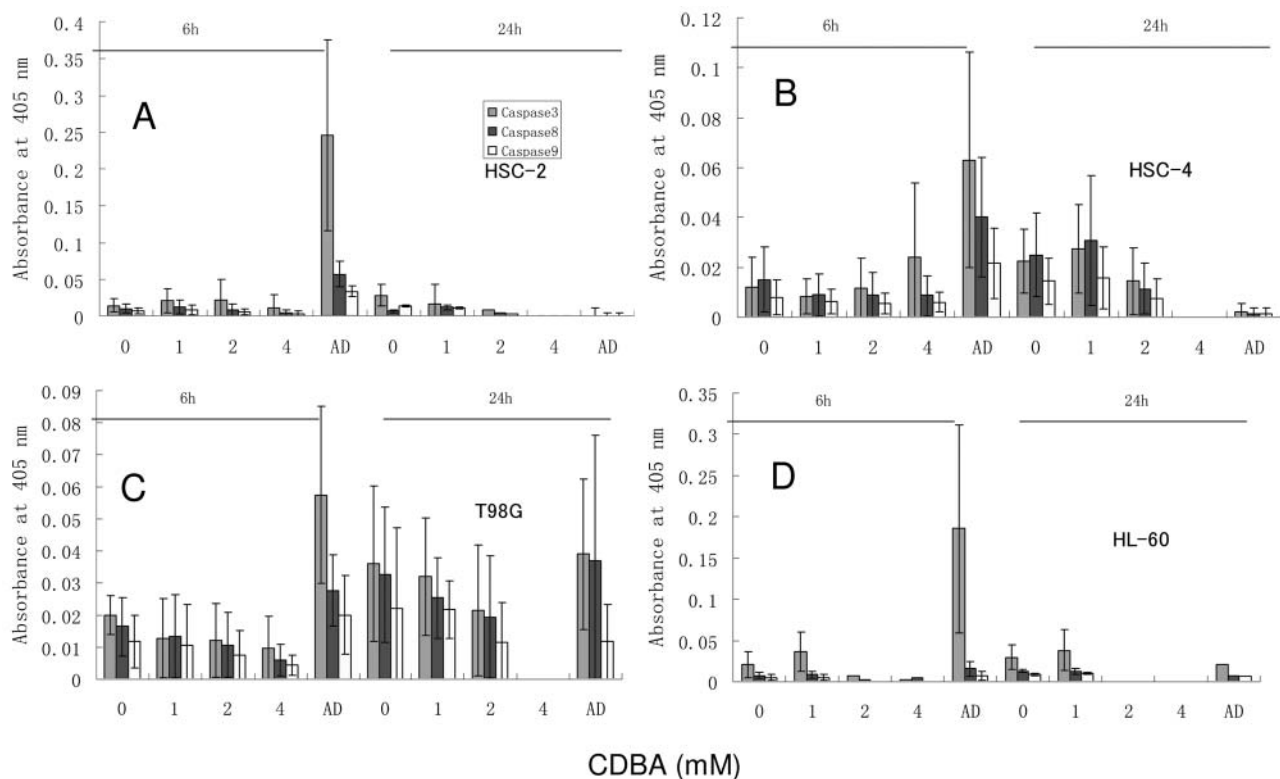 0.4
0.35
0.3
0.25
0.2
0.15
0.1
0.05
0
Absorbance at 405 nm
6h
24h
A
Caspase3
Caspase8
Caspase9
HSC-2
0 1 2 4 AD 0 1 2 4 AD
0.12
0.1
0.08
0.06
0.04
0.02
0
Absorbance at 405 nm
6h
24h
B
HSC-4
0 1 2 4 AD 0 1 2 4 AD
0.09
0.08
0.07
0.06
0.05
0.04
0.03
0.02
0.01
0
Absorbance at 405 nm
6h
24h
C
T98G
0 1 2 4 AD 0 1 2 4 AD
0.35
0.3
0.25
0.2
0.15
0.1
0.05
0
Absorbance at 405 nm
6h
24h
D
HL-60
0 1 2 4 AD 0 1 2 4 AD
CDBA (mM)